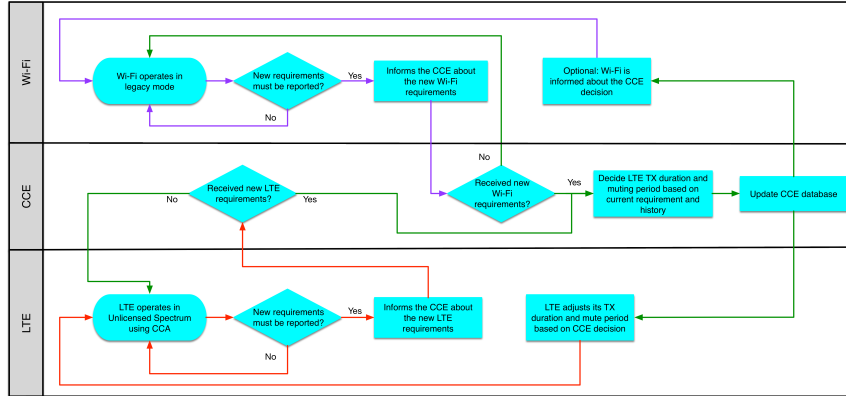 Wi-Fi
Wi-Fi operates in
legacy mode
New requirements
must be reported?
Yes
No
Informs the CCE about
the new Wi-Fi
requirements
Optional: Wi-Fi is
informed about the CCE
decision
CCE
No
Received new LTE
requirements?
Yes
No
Received new
Wi-Fi
requirements?
Yes
Decide LTE TX duration and
muting period based on
current requirement and
history
Update CCE
database
LTE
LTE operates in
Unlicensed Spectrum
using CCA
New requirements
must be reported?
Yes
No
Informs the CCE about
the new LTE
requirements
LTE adjusts its TX
duration and mute period
based on CCE decision